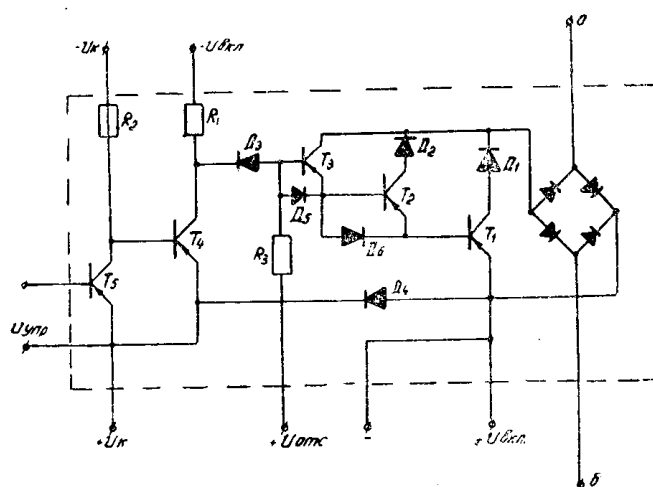 -Uк
-Uвкл
а
R2
R1
Д3
T3
Д2
Д1
Д5
T2
T4
R3
Д6
T1
T5
Д4
Uупр
+Uк
+Uотс
-
+Uвкл
б